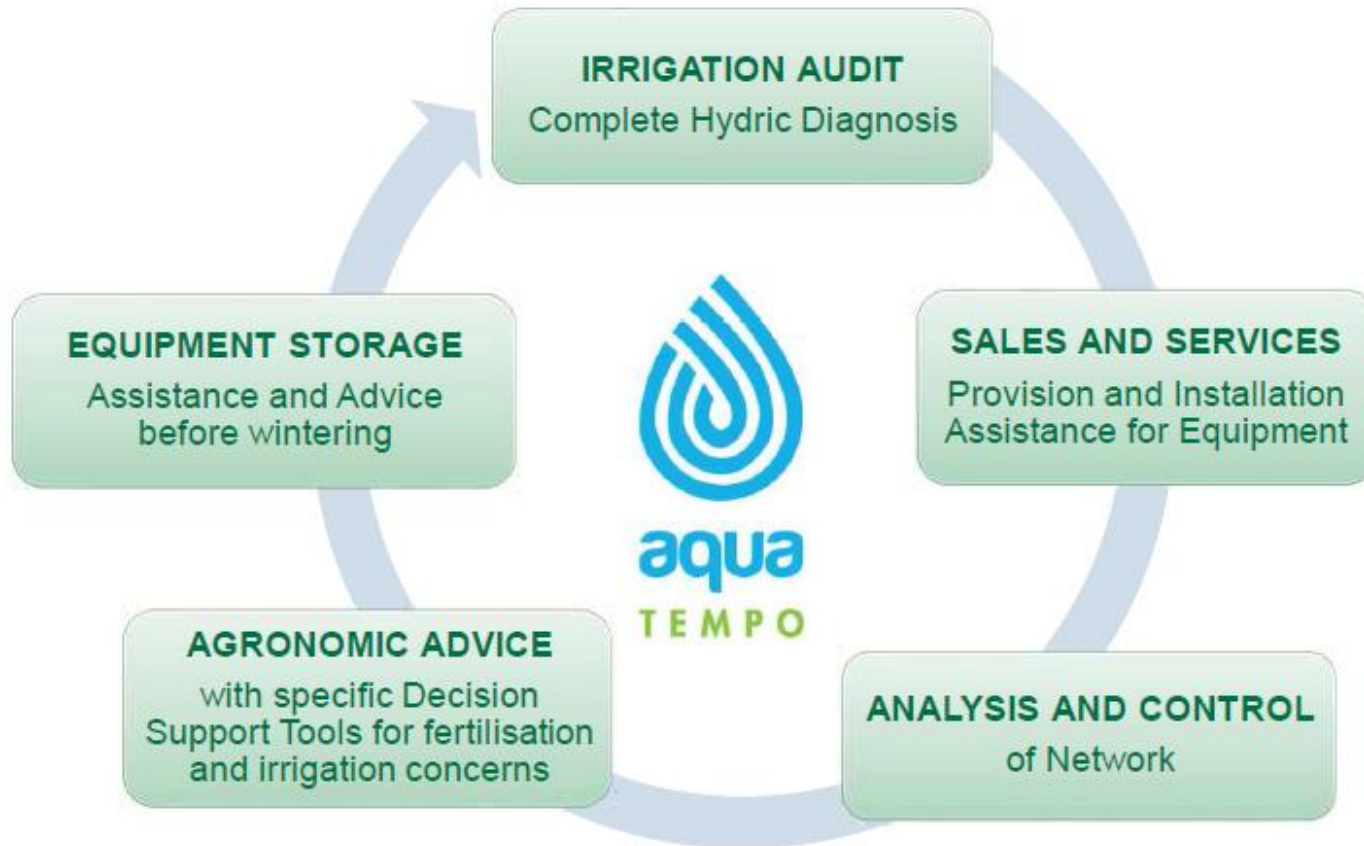 IRRIGATION AUDIT
Complete Hydric Diagnosis
SALES AND SERVICES
Provision and Installation
Assistance for Equipment
ANALYSIS AND CONTROL
of Network
AGRONOMIC ADVICE
with specific Decision
Support Tools for fertilisation
and irrigation concerns
EQUIPMENT STORAGE
Assistance and Advice
before wintering
aqua
TEMPO